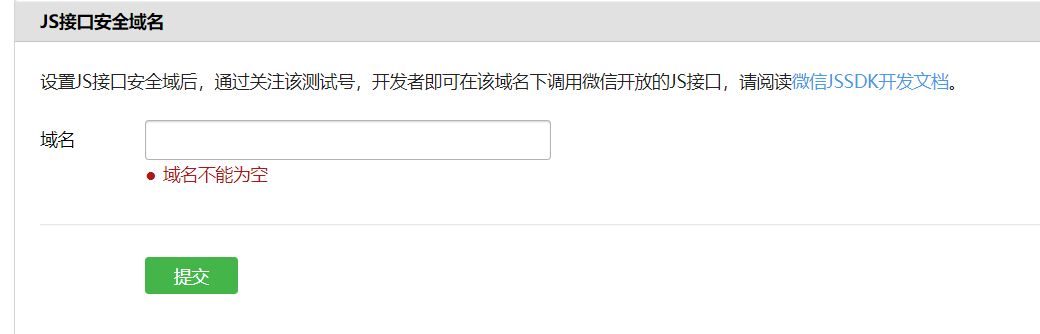 JS接口安全域名
设置JS接口安全域后，通过关注该测试号，开发者即可在该域名下调用微信开放的JS接口，请阅读微信JSSDK开发文档。
域名
● 域名不能为空
提交